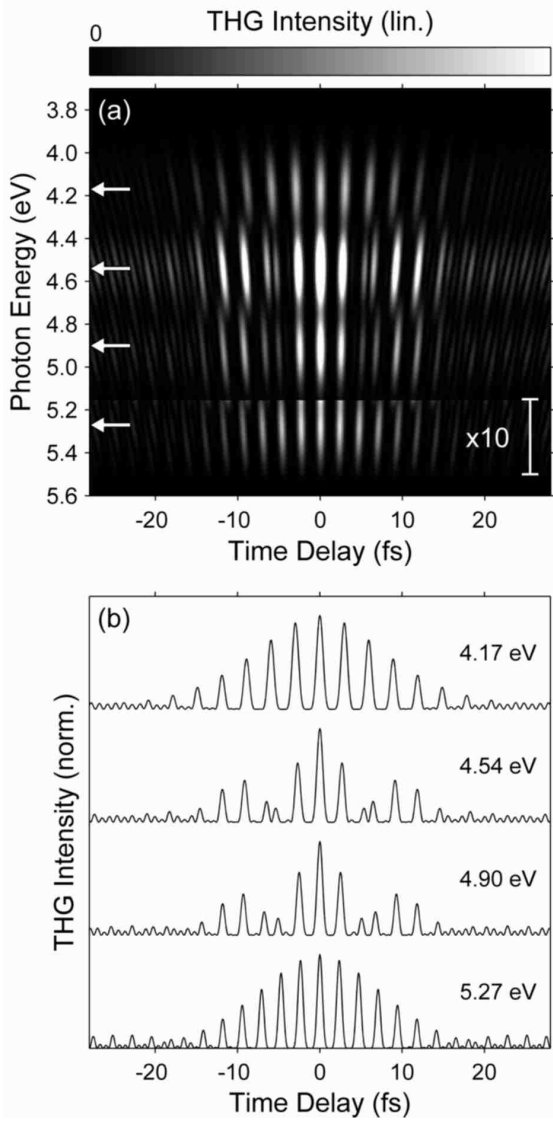 THG Intensity (lin.)
0
(a)
3.8
4.0
4.2
4.4
4.6
4.8
5.0
5.2
5.4
5.6
Photon Energy (eV)
x10
-20 -10 0 10 20
Time Delay (fs)
(b)
4.17 eV
4.54 eV
4.90 eV
5.27 eV
THG Intensity (norm.)
-20 -10 0 10 20
Time Delay (fs)